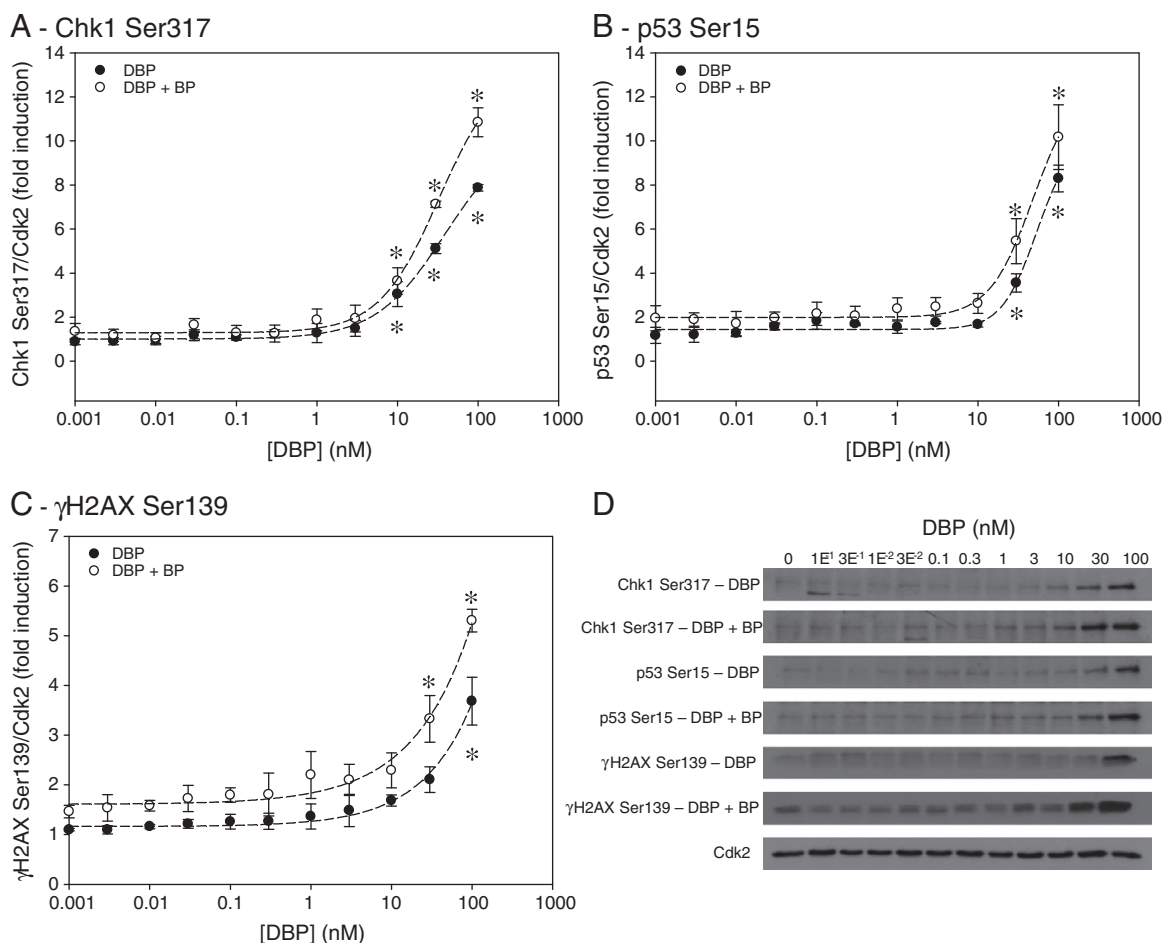 A - Chk1 Ser317
Chk1 Ser317/Cdk2 (fold induction)
14
12
10
8
6
4
2
0
DBP
DBP + BP
* * * * * *
0.001 0.01 0.1 1 10 100 1000
[DBP] (nM)
B - p53 Ser15
p53 Ser15/Cdk2 (fold induction)
14
12
10
8
6
4
2
0
DBP
DBP + BP
* * * *
0.001 0.01 0.1 1 10 100 1000
[DBP] (nM)
C - γH2AX Ser139
γH2AX Ser139/Cdk2 (fold induction)
7
6
5
4
3
2
1
0
DBP
DBP + BP
* * *
0.001 0.01 0.1 1 10 100 1000
[DBP] (nM)
D
DBP (nM)
0 1E¹ 3E⁻¹ 1E⁻² 3E⁻² 0.1 0.3 1 3 10 30 100
Chk1 Ser317 – DBP
Chk1 Ser317 – DBP + BP
p53 Ser15 – DBP
p53 Ser15 – DBP + BP
γH2AX Ser139 – DBP
γH2AX Ser139 – DBP + BP
Cdk2